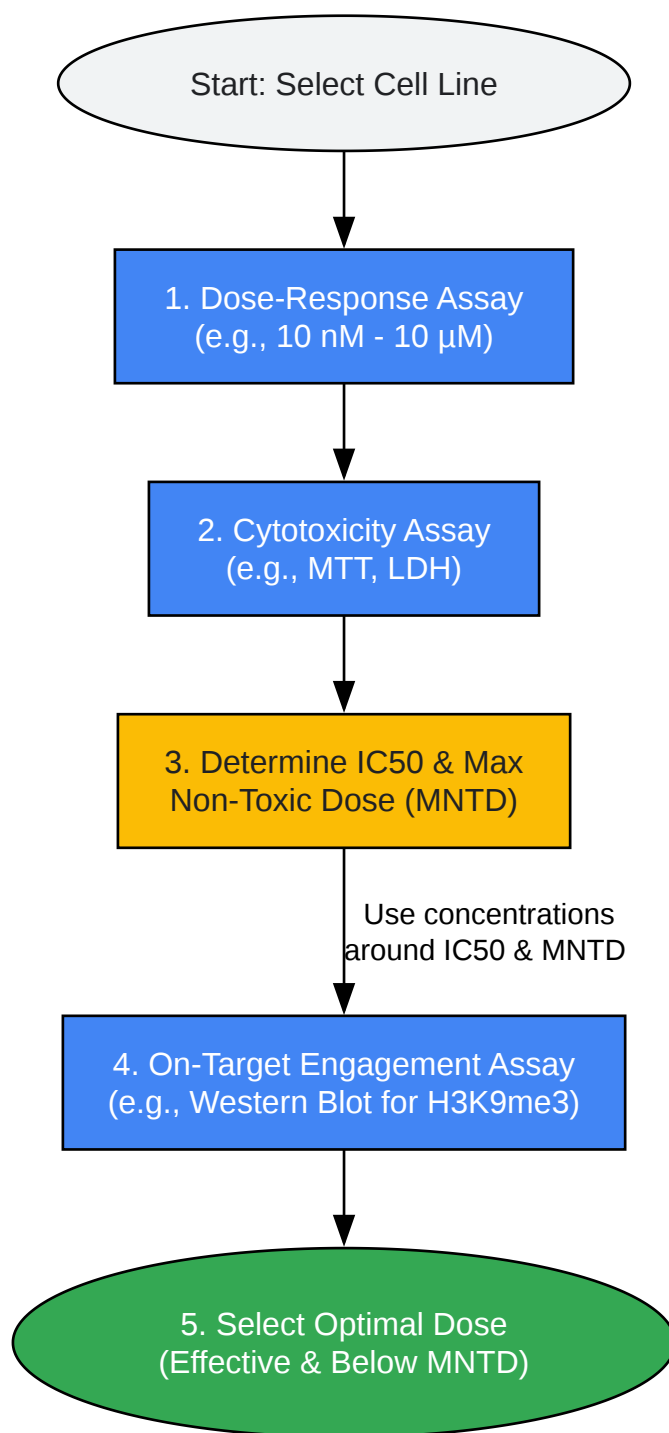 Start: Select Cell Line
1. Dose-Response Assay
(e.g., 10 nM - 10 µM)
2. Cytotoxicity Assay
(e.g., MTT, LDH)
3. Determine IC50 & Max
Non-Toxic Dose (MNTD)
Use concentrations
around IC50 & MNTD
4. On-Target Engagement Assay
(e.g., Western Blot for H3K9me3)
5. Select Optimal Dose
(Effective & Below MNTD)